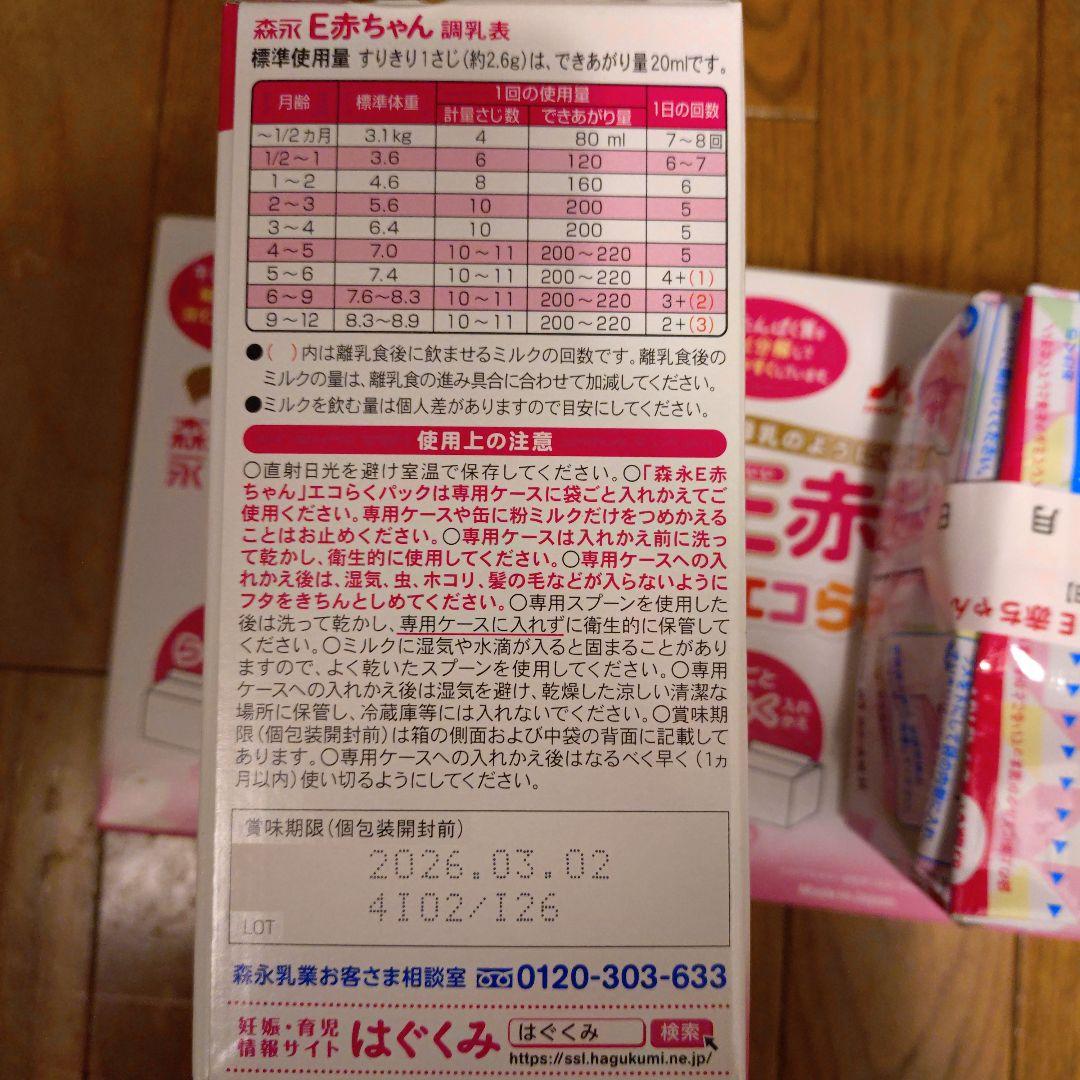 森永 E赤ちゃん 調乳表
標準使用量 すりきり1さじ(約2.6g)は、できあがり量20mlです。
月齢 標準体重 1回の使用量 1日の回数
計量さじ数 できあがり量
～1/2ヵ月 3.1kg 4 80 ml 7～8回
1/2～1 3.6 6 120 6～7
1～2 4.6 8 160 6
2～3 5.6 10 200 5
3～4 6.4 10 200 5
4～5 7.0 10～11 200～220 5
5～6 7.4 10～11 200～220 4+(1)
6～9 7.6～8.3 10～11 200～220 3+(2)
9～12 8.3～8.9 10～11 200～220 2+(3)
●( )内は離乳食後に飲ませるミルクの回数です。離乳食後の
ミルクの量は、離乳食の進み具合に合わせて加減してください。
●ミルクを飲む量は個人差がありますので目安にしてください。
使用上の注意
○直射日光を避け室温で保存してください。○「森永E赤
ちゃん」エコらくパックは専用ケースに袋ごと入れかえてご
使用ください。専用ケースや缶に粉ミルクだけをつめかえる
ことはお止めください。○専用ケースは入れかえ前に洗っ
て乾かし、衛生的に使用してください。○専用ケースへの入
れかえ後は、湿気、虫、ホコリ、髪の毛などが入らないように
フタをきちんとしめてください。○専用スプーンを使用した
後は洗って乾かし、専用ケースに入れずに衛生的に保管して
ください。○ミルクに湿気や水滴が入ると固まることがあり
ますので、よく乾いたスプーンを使用してください。○専用
ケースへの入れかえ後は湿気を避け、乾燥した涼しい清潔な
場所に保管し、冷蔵庫等には入れないでください。○賞味期
限(個包装開封前)は箱の側面および中袋の背面に記載して
あります。○専用ケースへの入れかえ後はなるべく早く(1ヵ
月以内)使い切るようにしてください。
賞味期限(個包装開封前)
2026.03.02
4I02/I26
LOT
森永乳業お客さま相談室 0120-303-633
妊娠・育児
情報サイト はぐくみ はぐくみ 検索
https://ssl.hagukumi.ne.jp/
森永
E赤
エコら
月
日
E赤ちゃん